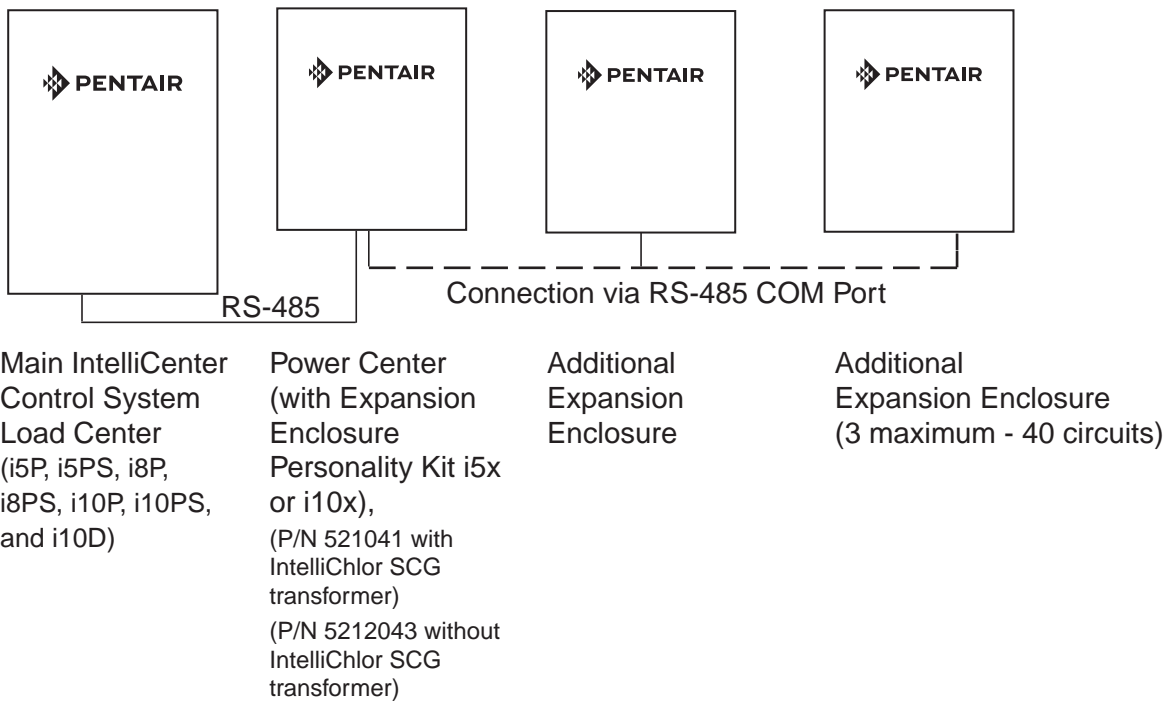 PENTAIR
PENTAIR
PENTAIR
PENTAIR
RS-485
Connection via RS-485 COM Port
Main IntelliCenter
Control System
Load Center
(i5P, i5PS, i8P,
i8PS, i10P, i10PS,
and i10D)
Power Center
(with Expansion
Enclosure
Personality Kit i5x
or i10x),
(P/N 521041 with
IntelliChlor SCG
transformer)
(P/N 5212043 without
IntelliChlor SCG
transformer)
Additional
Expansion
Enclosure
Additional
Expansion Enclosure
(3 maximum - 40 circuits)